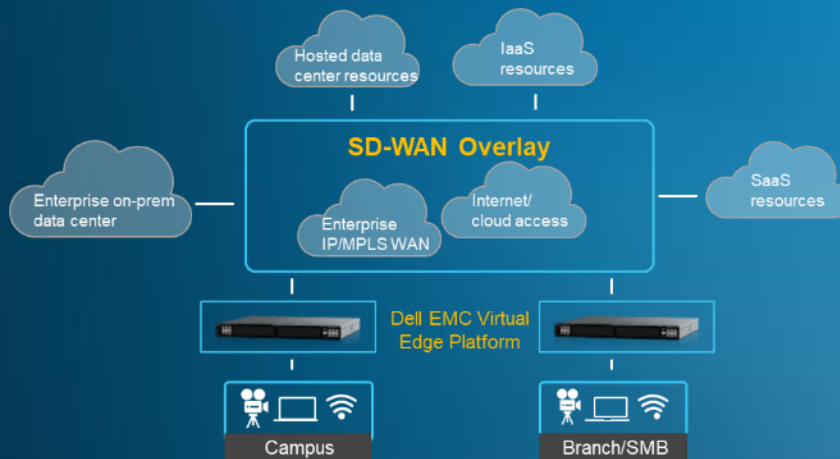 Hosted data
center resources
IaaS
resources
SD-WAN Overlay
Enterprise on-prem
data center
Enterprise
IP/MPLS WAN
Internet/
cloud access
SaaS
resources
Dell EMC Virtual
Edge Platform
Campus
Branch/SMB